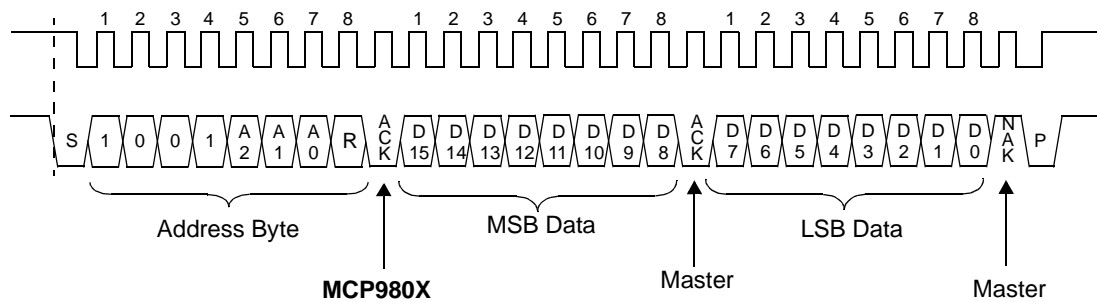 1 2 3 4 5 6 7 8 1 2 3 4 5 6 7 8 1 2 3 4 5 6 7 8
S 1 0 0 1 A2 A1 A0 R ACK D15 D14 D13 D12 D11 D10 D9 D8 ACK D7 D6 D5 D4 D3 D2 D1 D0 NAK P
Address Byte MSB Data LSB Data
MCP980X Master Master